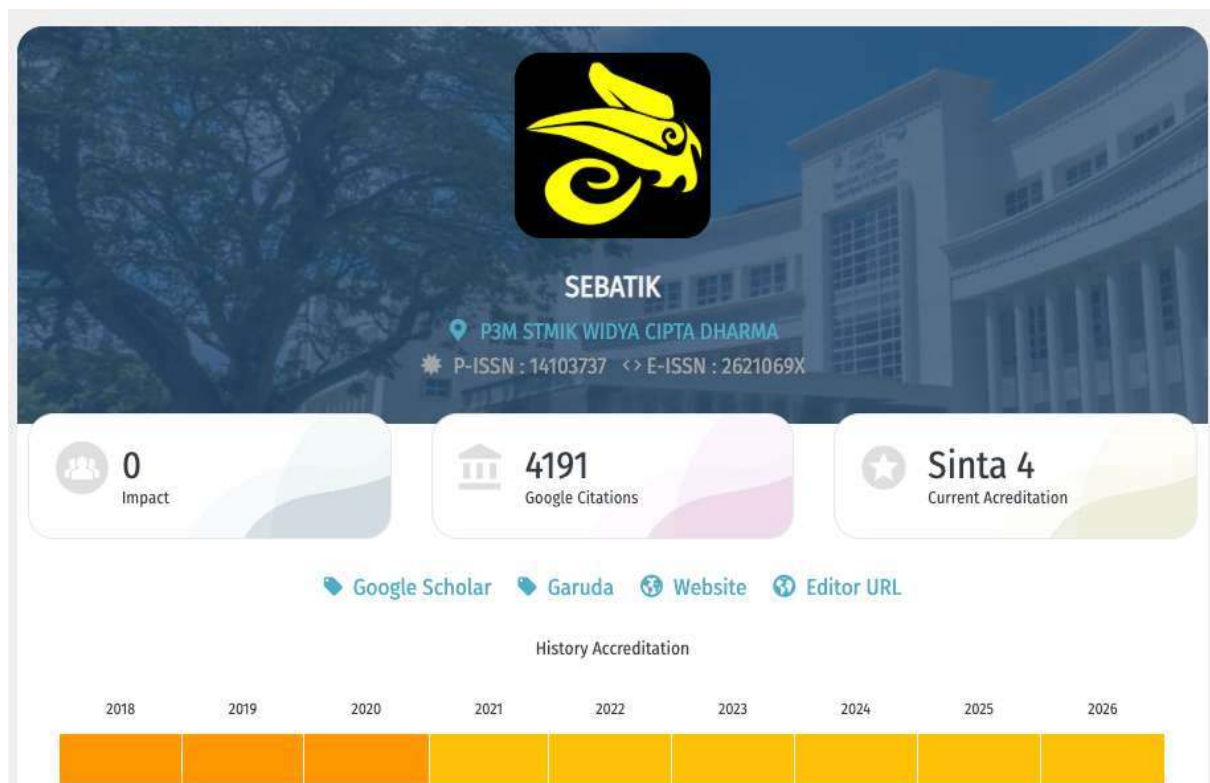 SEBATIK
P3M STMIK WIDYA CIPTA DHARMA
P-ISSN : 14103737 <> E-ISSN : 2621069X
0
Impact
4191
Google Citations
Sinta 4
Current Acreditation
Google Scholar Garuda Website Editor URL
History Accreditation
2018 2019 2020 2021 2022 2023 2024 2025 2026